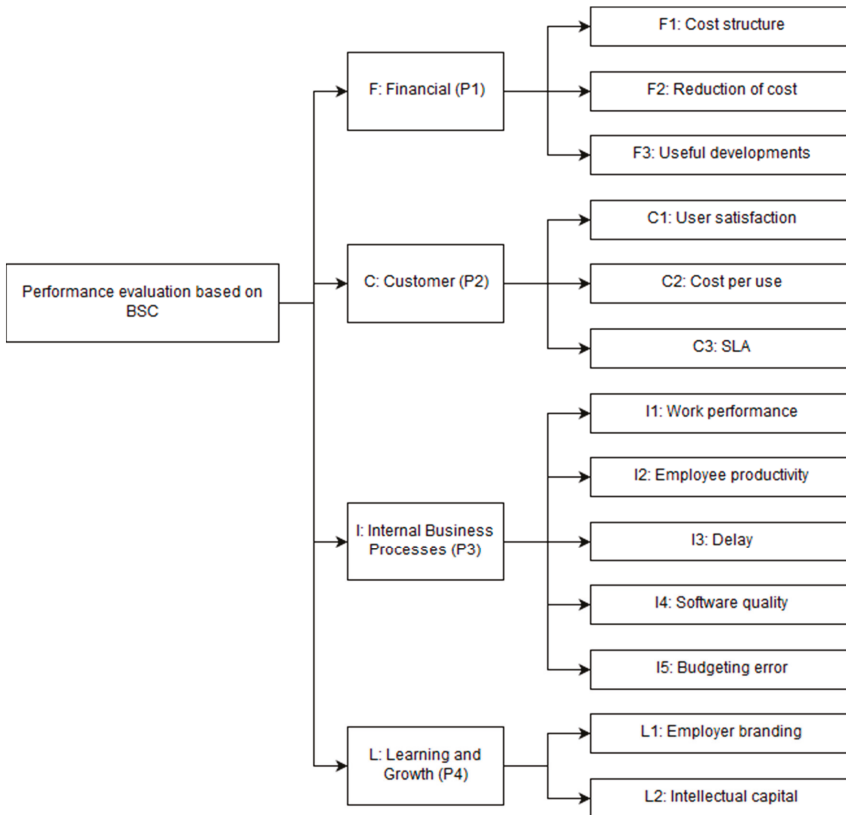 F1: Cost structure
F: Financial (P1)
F2: Reduction of cost
F3: Useful developments
C1: User satisfaction
Performance evaluation based on
BSC
C: Customer (P2)
C2: Cost per use
C3: SLA
I1: Work performance
I2: Employee productivity
I: Internal Business
Processes (P3)
I3: Delay
I4: Software quality
I5: Budgeting error
L1: Employer branding
L: Learning and
Growth (P4)
L2: Intellectual capital